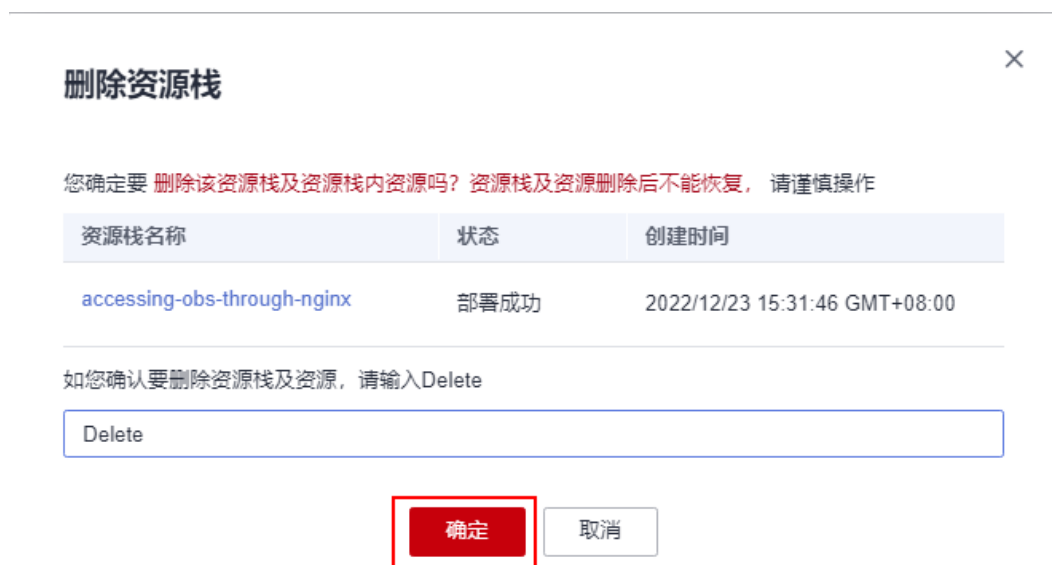 删除资源栈
您确定要 删除该资源栈及资源栈内资源吗？资源栈及资源删除后不能恢复， 请谨慎操作
资源栈名称 状态 创建时间
accessing-obs-through-nginx 部署成功 2022/12/23 15:31:46 GMT+08:00
如您确认要删除资源栈及资源，请输入Delete
Delete
确定 取消